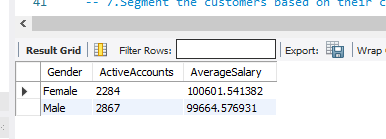 41 -- 7.Segment the customers based on their c
Result Grid Filter Rows: Export: Wrap C
Gender ActiveAccounts AverageSalary
Female 2284 100601.541382
Male 2867 99664.576931